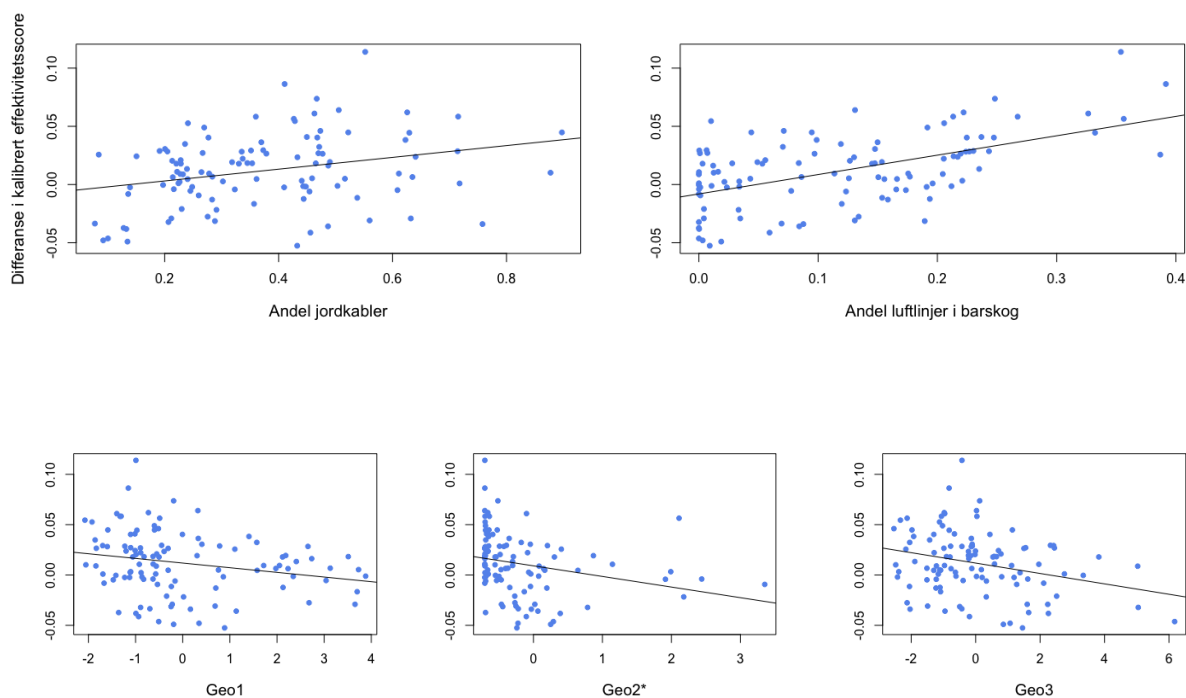 Differanse i kalibrert effektivitetsscore
0.10
0.05
0.00
-0.05
0.2 0.4 0.6 0.8
Andel jordkabler
0.10
0.05
0.00
-0.05
0.0 0.1 0.2 0.3 0.4
Andel luftlinjer i barskog
0.10
0.05
0.00
-0.05
-2 -1 0 1 2 3 4
Geo1
0.10
0.05
0.00
-0.05
0 1 2 3
Geo2*
0.10
0.05
0.00
-0.05
-2 0 2 4 6
Geo3